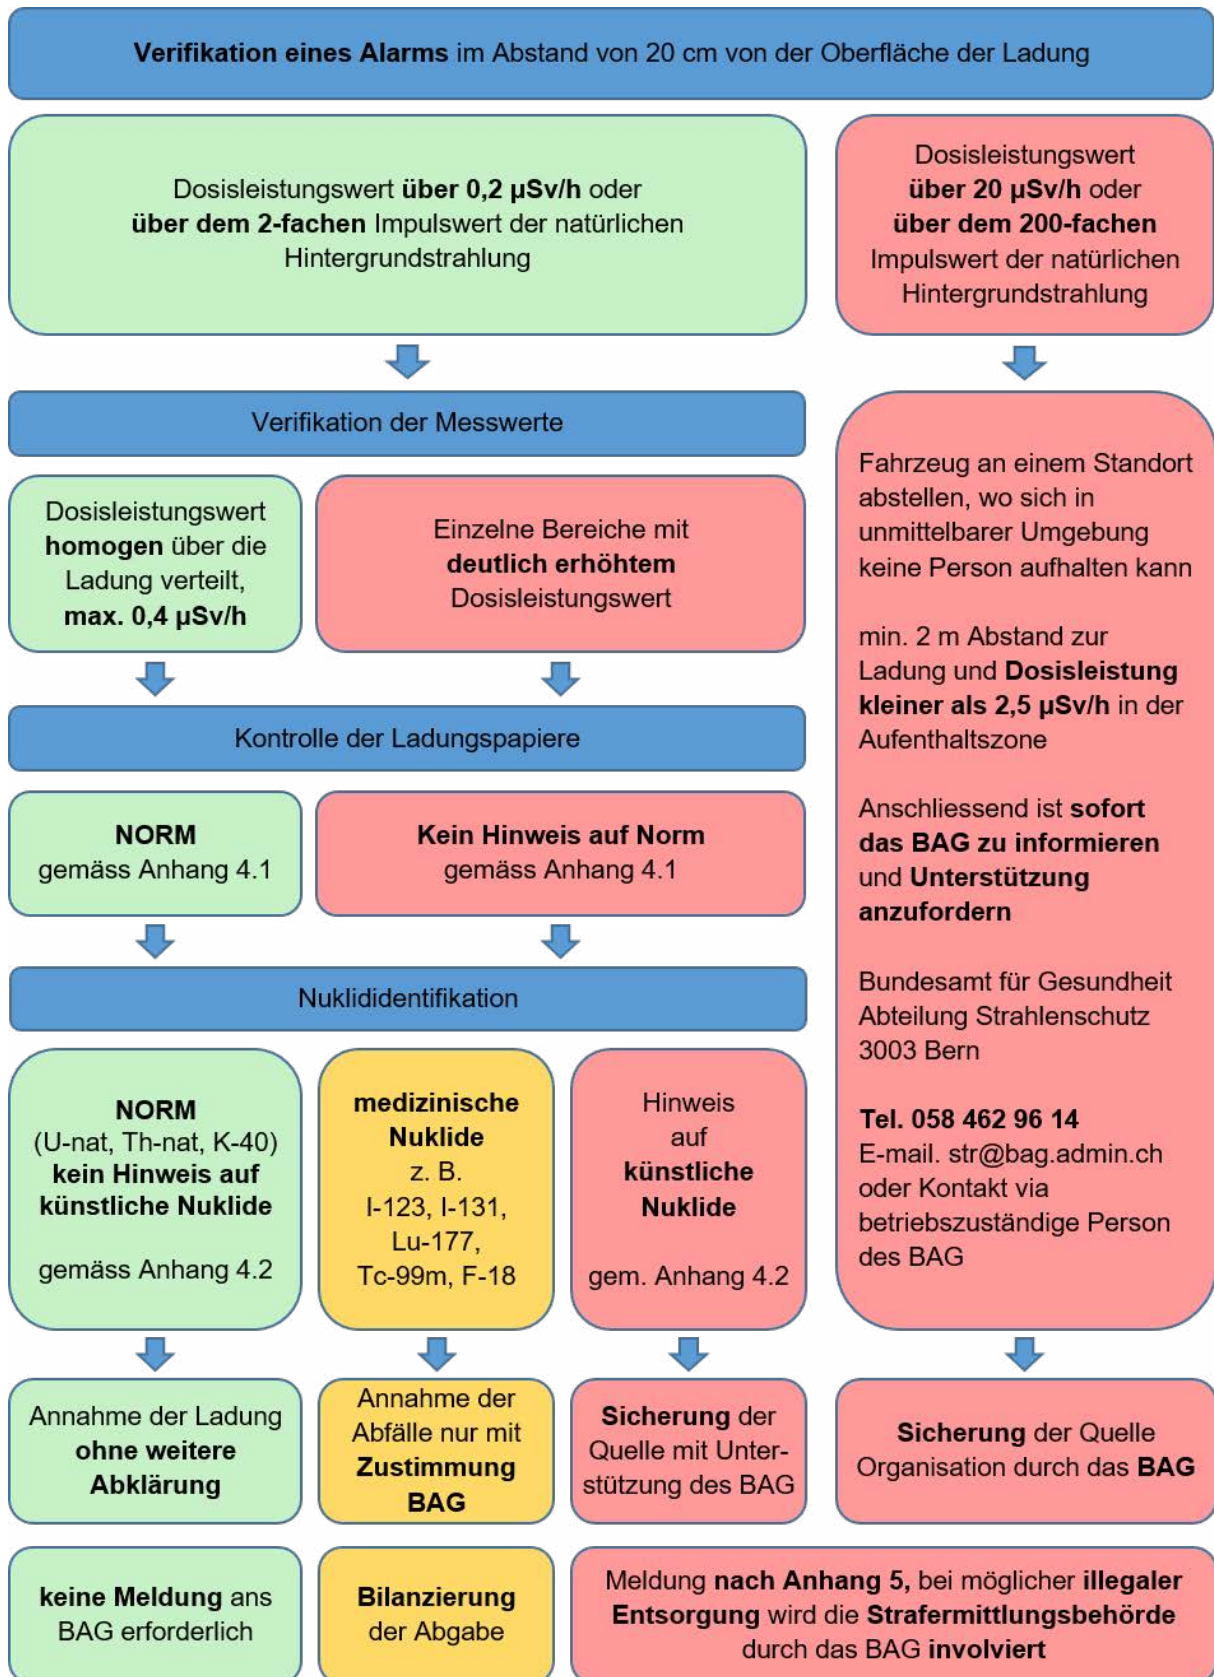 Verifikation eines Alarms im Abstand von 20 cm von der Oberfläche der Ladung
Dosisleistungswert über 0,2 µSv/h oder
über dem 2-fachen Impulswert der natürlichen
Hintergrundstrahlung
Dosisleistungswert
über 20 µSv/h oder
über dem 200-fachen
Impulswert der natürlichen
Hintergrundstrahlung
Verifikation der Messwerte
Dosisleistungswert
homogen über die
Ladung verteilt,
max. 0,4 µSv/h
Einzelne Bereiche mit
deutlich erhöhtem
Dosisleistungswert
Kontrolle der Ladungspapiere
NORM
gemäss Anhang 4.1
Kein Hinweis auf Norm
gemäss Anhang 4.1
Nuklididentifikation
NORM
(U-nat, Th-nat, K-40)
kein Hinweis auf
künstliche Nuklide
gemäss Anhang 4.2
medizinische
Nuklide
z. B.
I-123, I-131,
Lu-177,
Tc-99m, F-18
Hinweis
auf
künstliche
Nuklide
gem. Anhang 4.2
Fahrzeug an einem Standort
abstellen, wo sich in
unmittelbarer Umgebung
keine Person aufhalten kann
min. 2 m Abstand zur
Ladung und Dosisleistung
kleiner als 2,5 µSv/h in der
Aufenthaltszone
Anschliessend ist sofort
das BAG zu informieren
und Unterstützung
anzufordern
Bundesamt für Gesundheit
Abteilung Strahlenschutz
3003 Bern
Tel. 058 462 96 14
E-mail. str@bag.admin.ch
oder Kontakt via
betriebszuständige Person
des BAG
Annahme der Ladung
ohne weitere
Abklärung
Annahme der
Abfälle nur mit
Zustimmung
BAG
Sicherung der
Quelle mit Unter-
stützung des BAG
Sicherung der Quelle
Organisation durch das BAG
keine Meldung ans
BAG erforderlich
Bilanzierung
der Abgabe
Meldung nach Anhang 5, bei möglicher illegaler
Entsorgung wird die Strafermittlungsbehörde
durch das BAG involviert